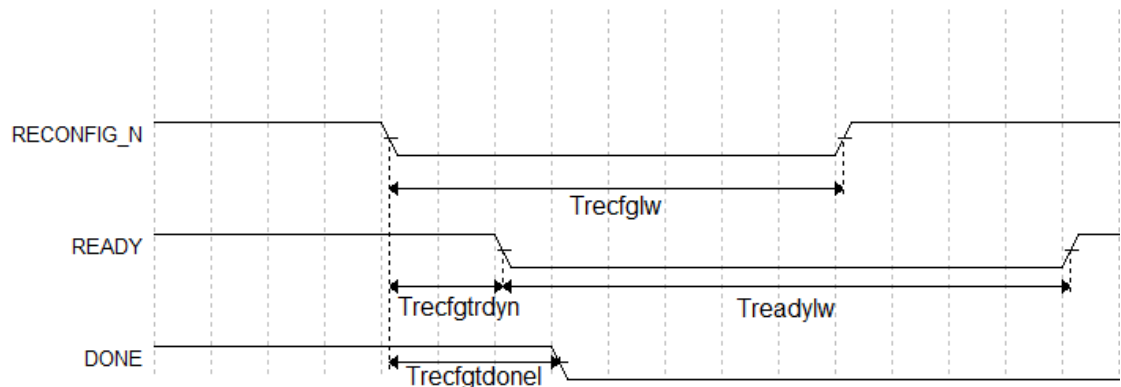 RECONFIG_N
Trecfglw
READY
Trecfgtrdyn
Treadylw
DONE
Trecfgtdonel